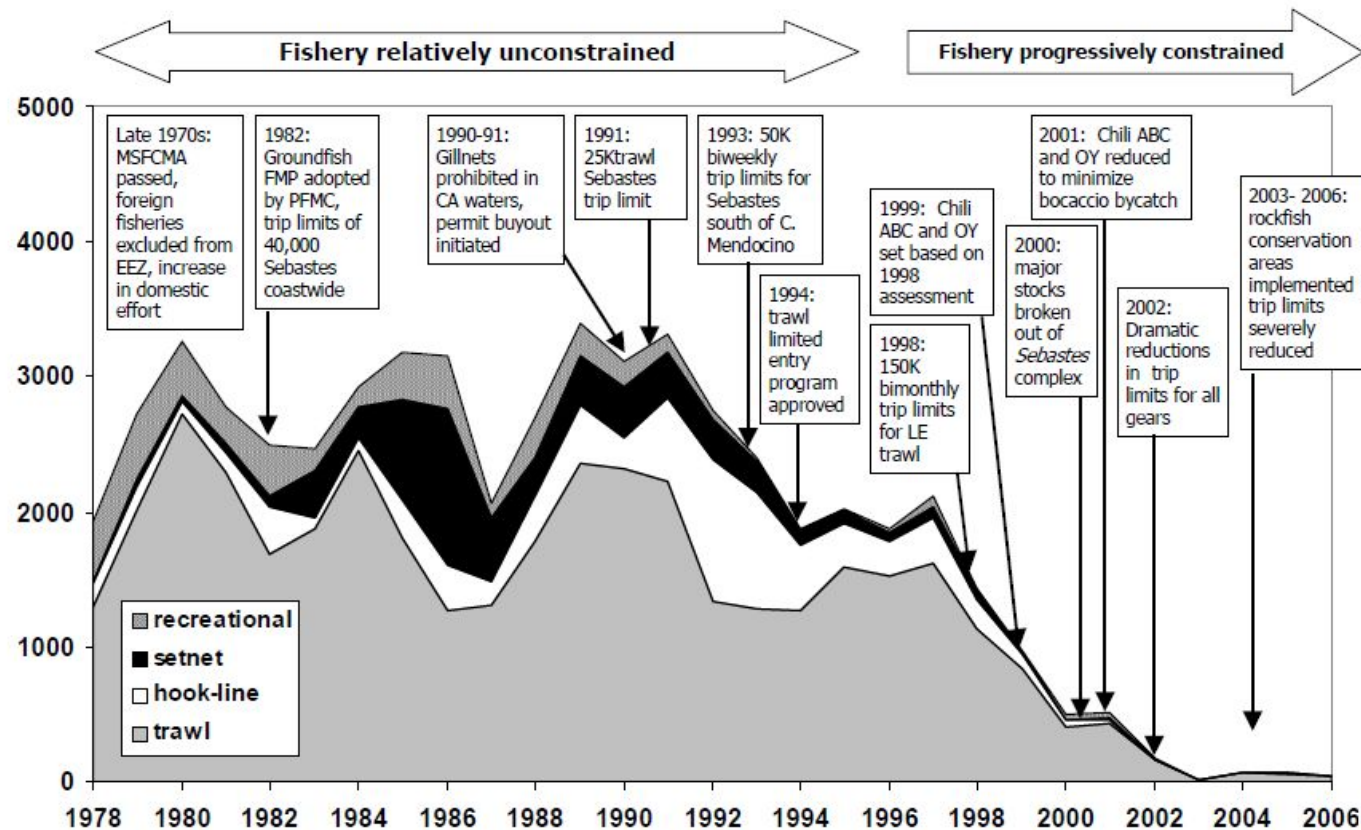 Fishery relatively unconstrained
Fishery progressively constrained
5000
4000
3000
2000
1000
0
Late 1970s:
MSFCMA
passed,
foreign
fisheries
excluded from
EEZ, increase
in domestic
effort
1982:
Groundfish
FMP adopted
by PFMC,
trip limits of
40,000
Sebastes
coastwide
1990-91:
Gillnets
prohibited in
CA waters,
permit buyout
initiated
1991:
25Ktrawl
Sebastes
trip limit
1993: 50K
biweekly
trip limits for
Sebastes
south of C.
Mendocino
1994:
trawl
limited
entry
program
approved
1999: Chili
ABC and OY
set based on
1998
assessment
1998:
150K
bimonthly
trip limits
for LE
trawl
2001: Chili ABC
and OY reduced
to minimize
bocaccio bycatch
2000:
major
stocks
broken
out of
Sebastes
complex
2002:
Dramatic
reductions
in trip
limits for all
gears
2003- 2006:
rockfish
conservation
areas
implemented
trip limits
severely
reduced
recreational
setnet
hook-line
trawl
1978 1980 1982 1984 1986 1988 1990 1992 1994 1996 1998 2000 2002 2004 2006